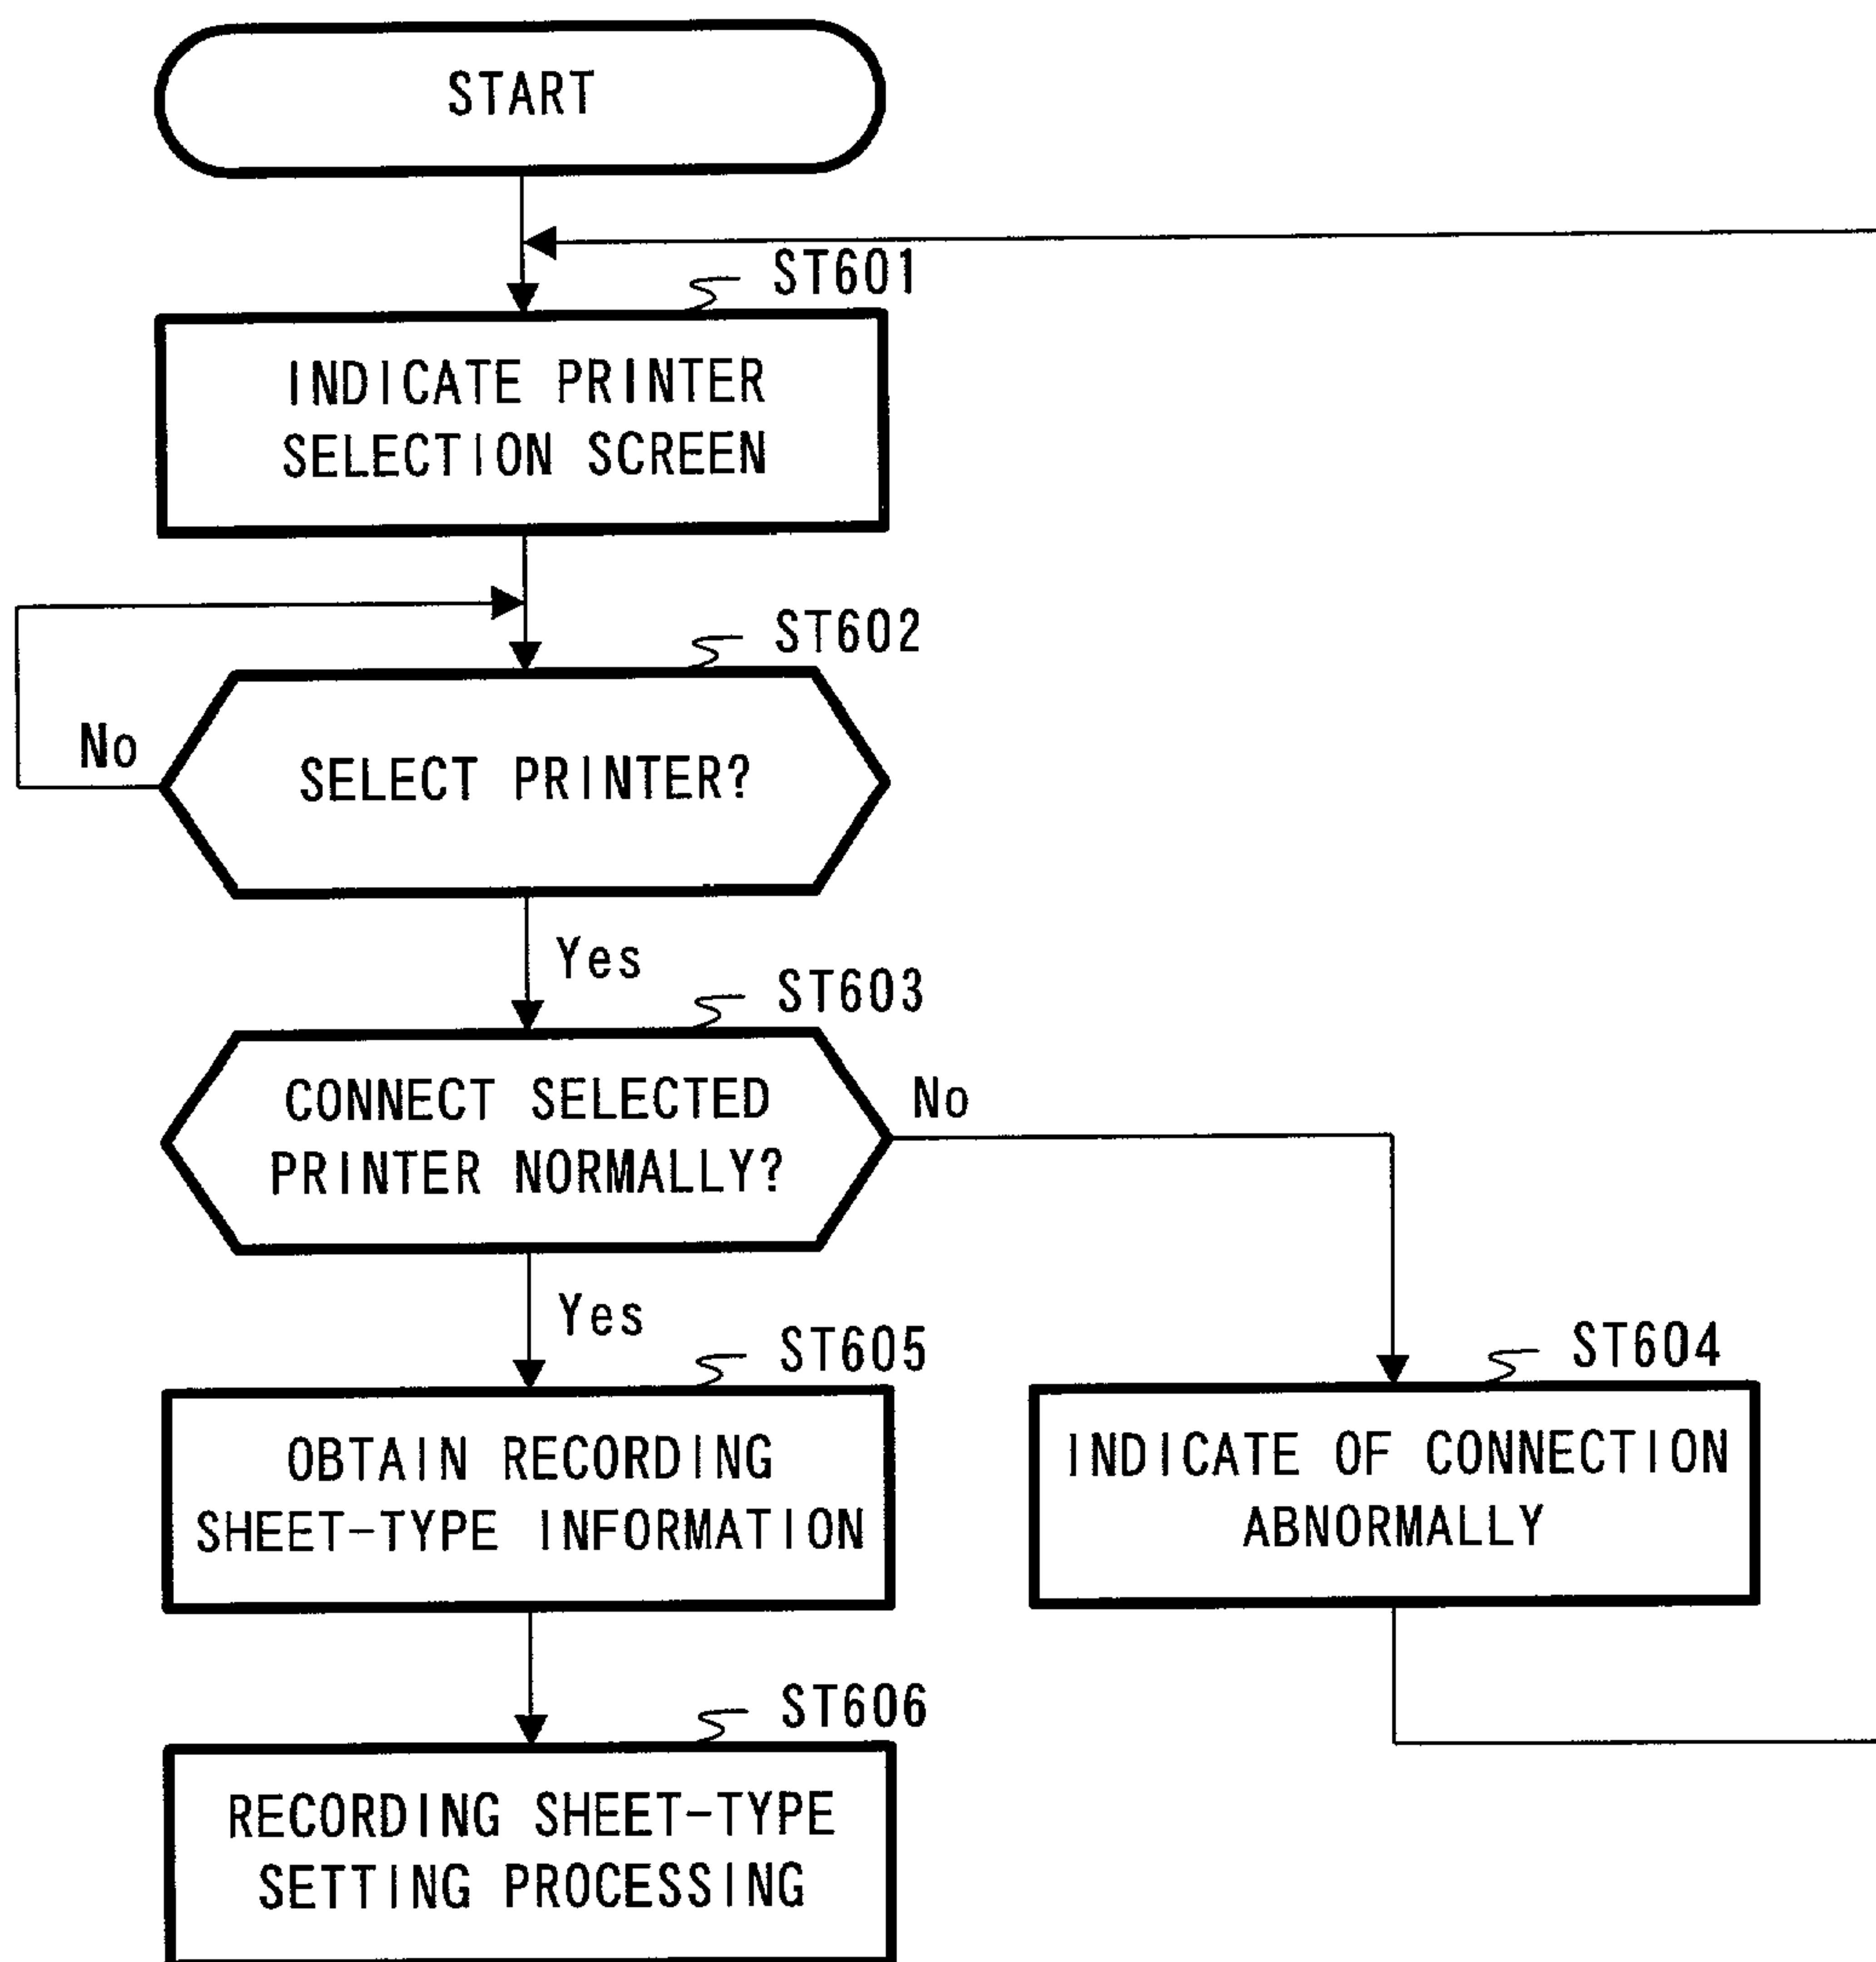 START
ST601
INDICATE PRINTER
SELECTION SCREEN
ST602
No
SELECT PRINTER?
Yes
ST603
CONNECT SELECTED
PRINTER NORMALLY?
No
Yes
ST605
OBTAIN RECORDING
SHEET-TYPE INFORMATION
ST604
INDICATE OF CONNECTION
ABNORMALLY
ST606
RECORDING SHEET-TYPE
SETTING PROCESSING